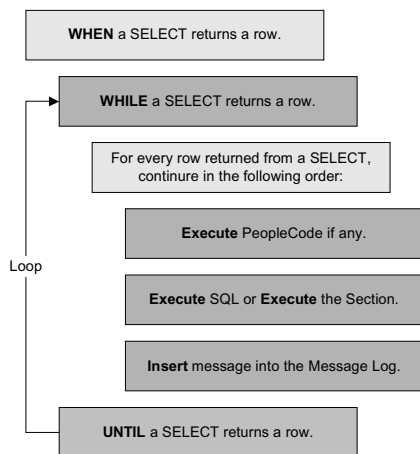 WHEN a SELECT returns a row.
WHILE a SELECT returns a row.
For every row returned from a SELECT,
continure in the following order:
Execute PeopleCode if any.
Loop
Execute SQL or Execute the Section.
Insert message into the Message Log.
UNTIL a SELECT returns a row.